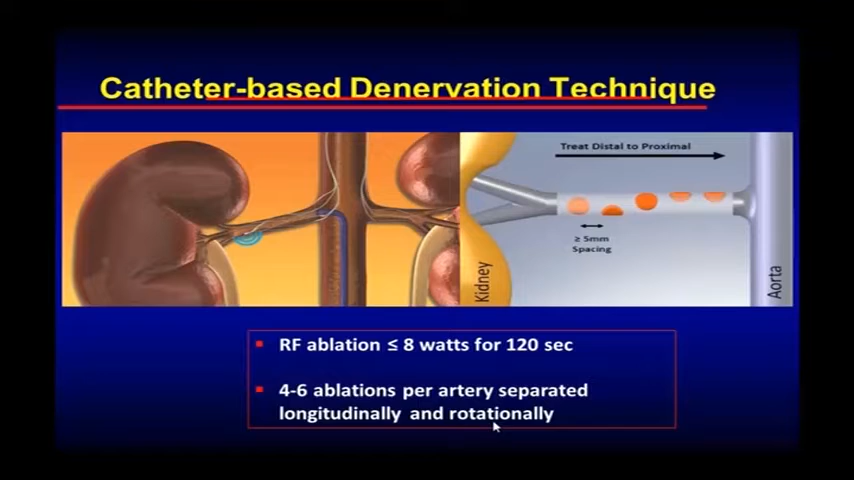 Catheter-based Denervation Technique
Treat Distal to Proximal
≥ 5mm
Spacing
Kidney
Aorta
RF ablation ≤ 8 watts for 120 sec
4-6 ablations per artery separated
longitudinally and rotationally